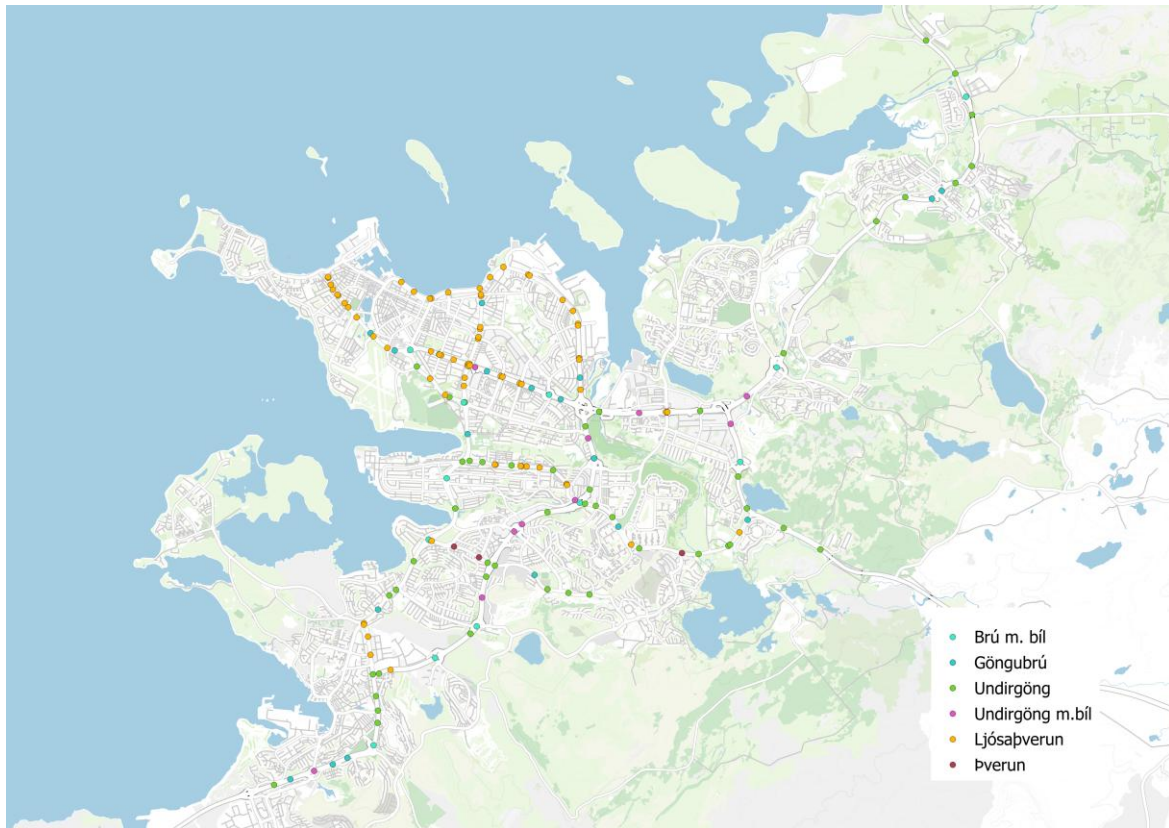 Brú m. bíl
Göngubrú
Undirgöng
Undirgöng m.bíl
Ljósaþverun
Þverun